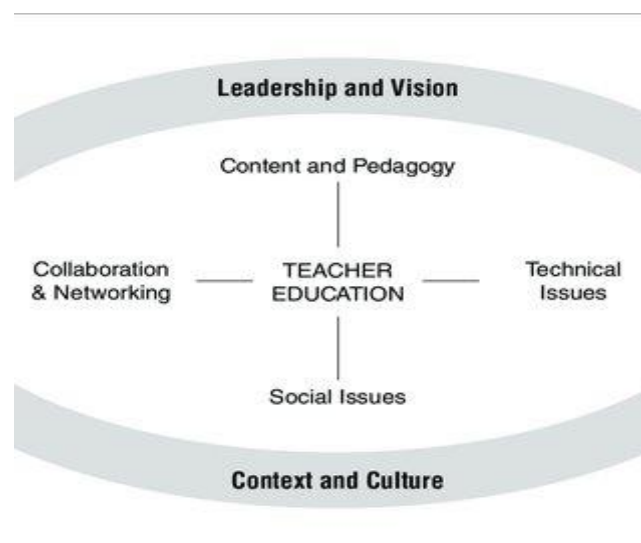 Leadership and Vision
Content and Pedagogy
Collaboration
& Networking
TEACHER
EDUCATION
Technical
Issues
Social Issues
Context and Culture